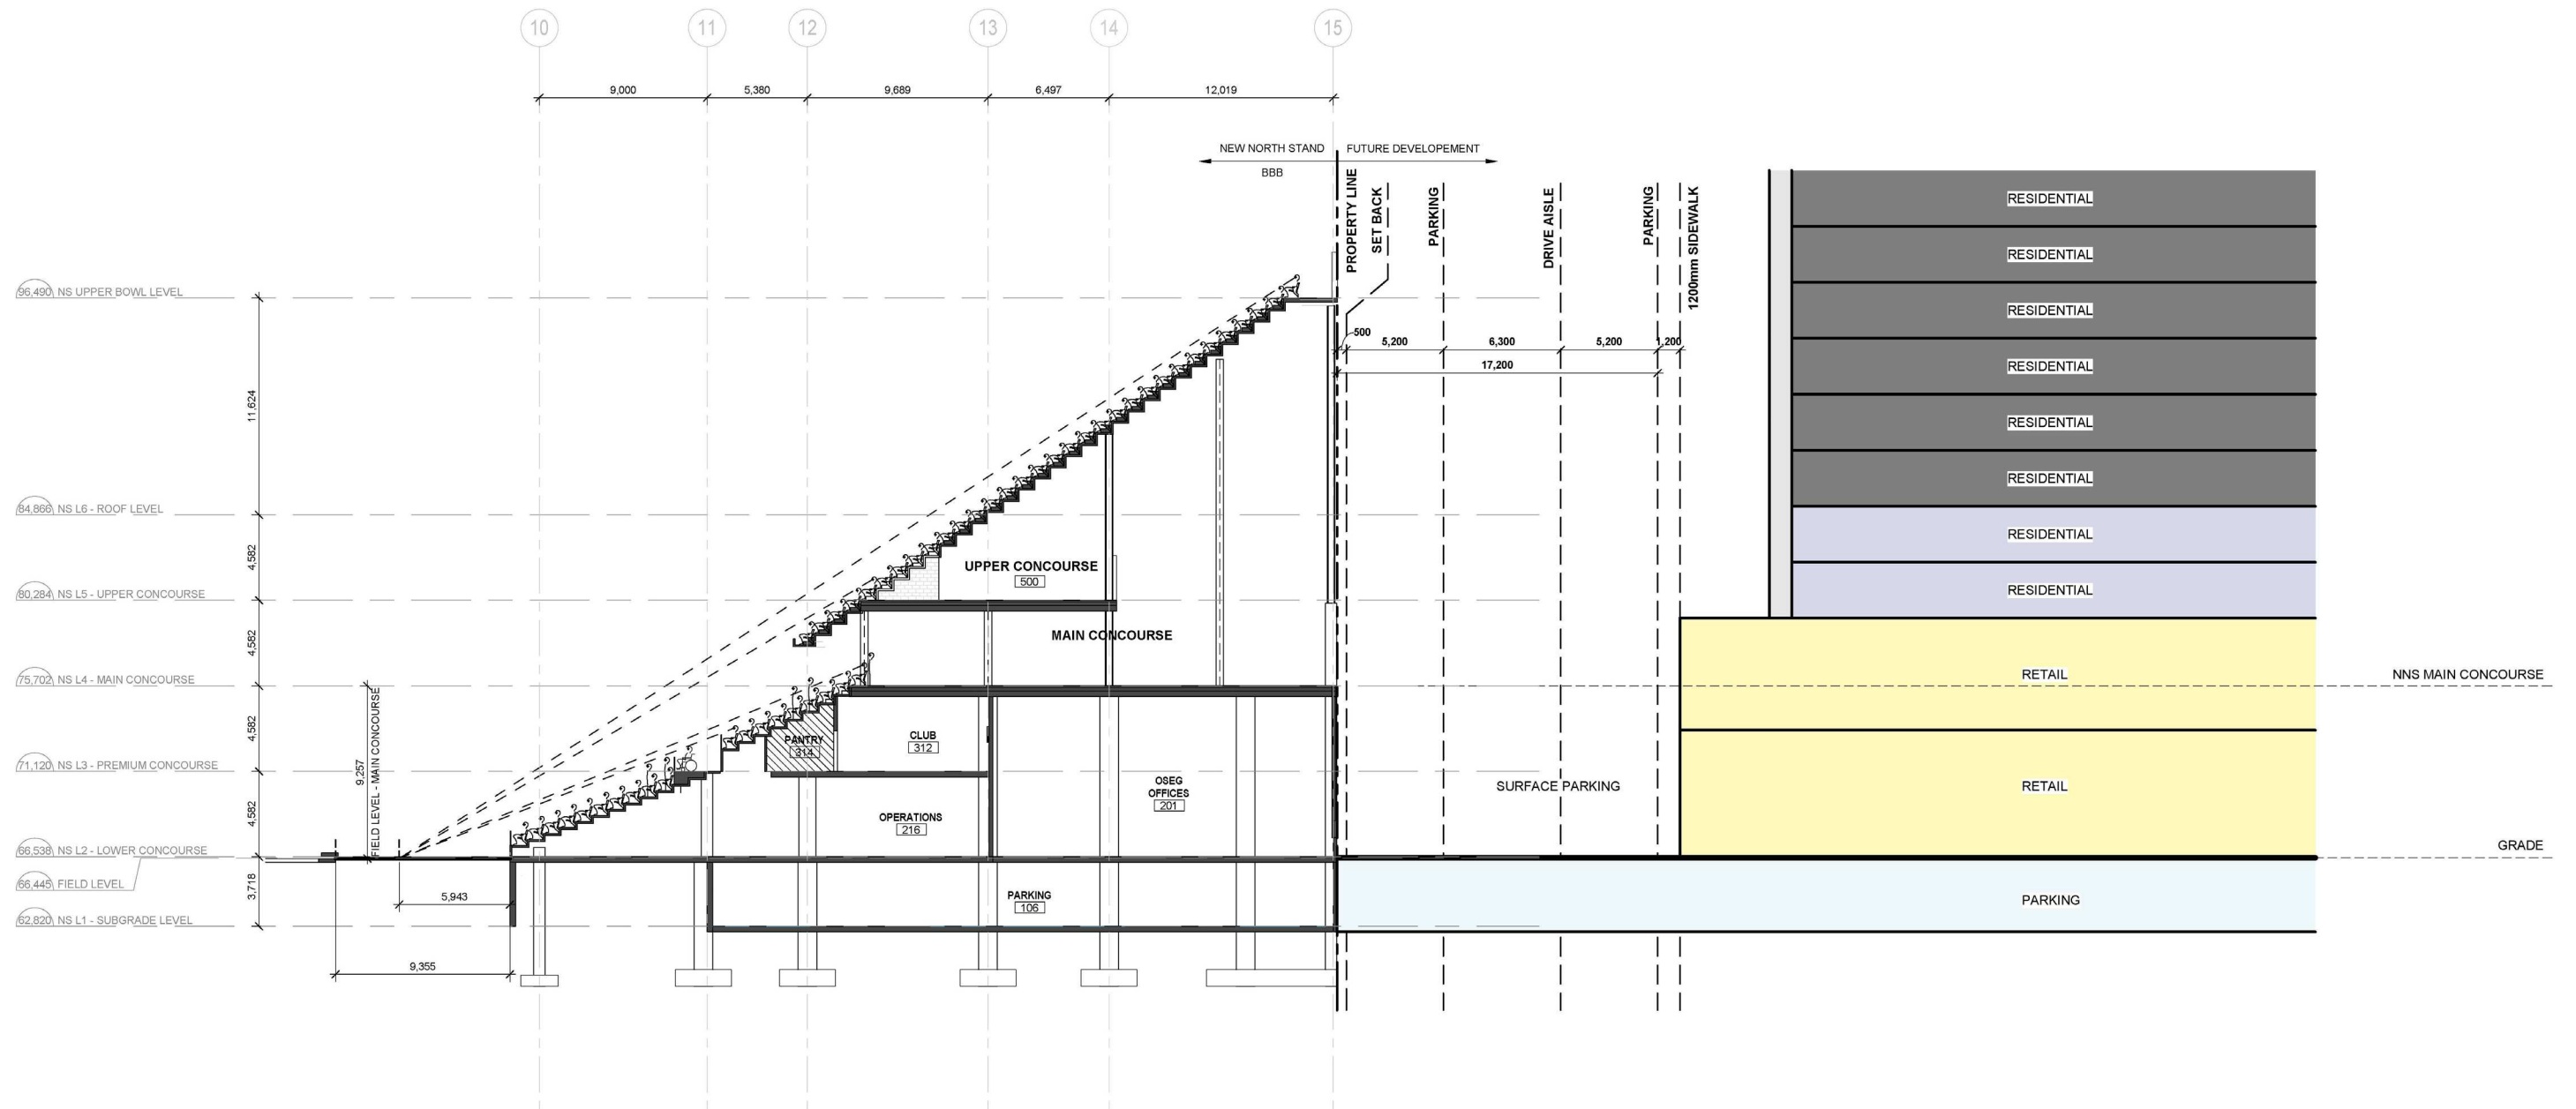 10
11
12
13
14
15
9,000
5,380
9,689
6,497
12,019
NEW NORTH STAND
FUTURE DEVELOPEMENT
BBB
PROPERTY LINE
SET BACK
PARKING
DRIVE AISLE
PARKING
1200mm SIDEWALK
500
5,200
6,300
5,200
1,200
17,200
96,490 NS UPPER BOWL LEVEL
84,866 NS L6 - ROOF LEVEL
80,284 NS L5 - UPPER CONCOURSE
75,702 NS L4 - MAIN CONCOURSE
71,120 NS L3 - PREMIUM CONCOURSE
66,538 NS L2 - LOWER CONCOURSE
66,445 FIELD LEVEL
62,820 NS L1 - SUBGRADE LEVEL
11,624
4,582
4,582
4,582
4,582
3,718
9,257
FIELD LEVEL - MAIN CONCOURSE
5,943
9,355
UPPER CONCOURSE
500
MAIN CONCOURSE
PANTRY
314
CLUB
312
OSEG
OFFICES
201
OPERATIONS
216
PARKING
106
SURFACE PARKING
RESIDENTIAL
RESIDENTIAL
RESIDENTIAL
RESIDENTIAL
RESIDENTIAL
RESIDENTIAL
RESIDENTIAL
RESIDENTIAL
RETAIL
RETAIL
PARKING
NNS MAIN CONCOURSE
GRADE